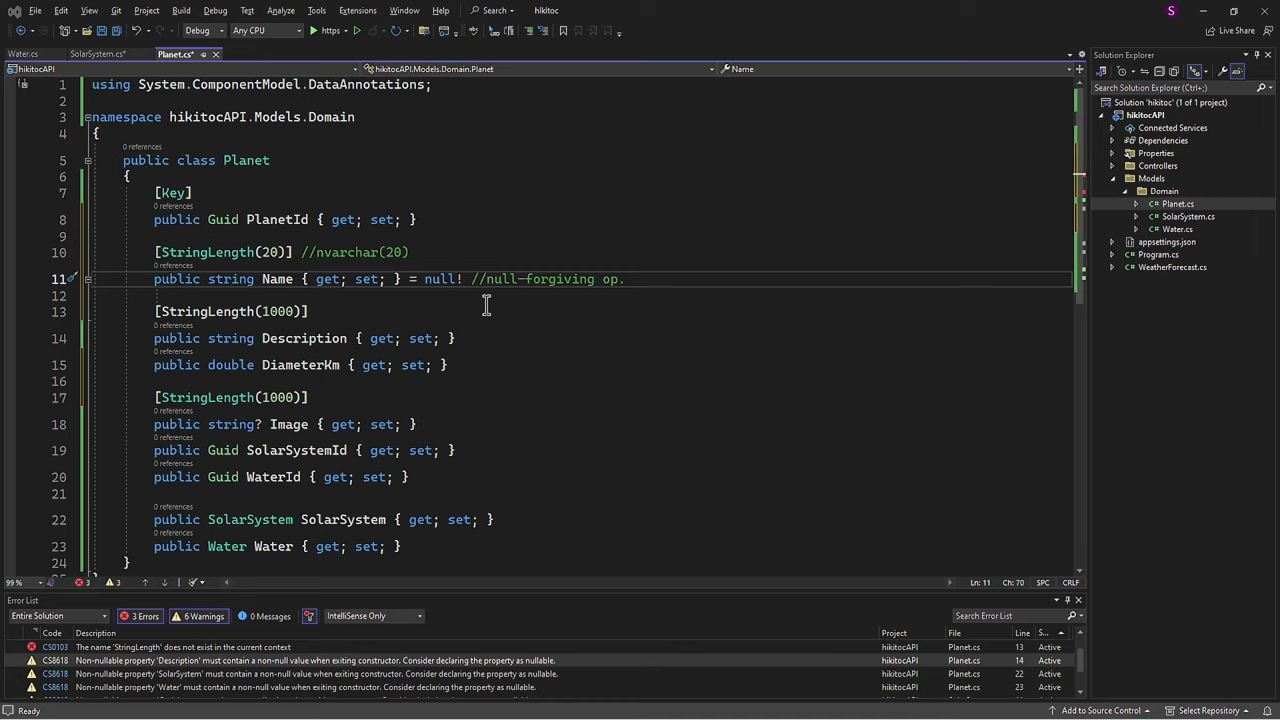 File Edit View Git Project Build Debug Test Analyze Tools Extensions Window Help Search hikitoc S
Debug Any CPU https Live Share
Water.cs SolarSystem.cs* Planet.cs*
hikitocAPI hikitocAPI.Models.Domain.Planet Name
1 using System.ComponentModel.DataAnnotations;
2
3 namespace hikitocAPI.Models.Domain
4 {
0 references
5 public class Planet
6 {
7 [Key]
0 references
8 public Guid PlanetId { get; set; }
9
10 [StringLength(20)] //nvarchar(20)
0 references
11 public string Name { get; set; } = null! //null-forgiving op.
12
13 [StringLength(1000)]
0 references
14 public string Description { get; set; }
0 references
15 public double DiameterKm { get; set; }
16
17 [StringLength(1000)]
0 references
18 public string? Image { get; set; }
0 references
19 public Guid SolarSystemId { get; set; }
0 references
20 public Guid WaterId { get; set; }
21
0 references
22 public SolarSystem SolarSystem { get; set; }
0 references
23 public Water Water { get; set; }
24 }
99 % 3 3 Ln: 11 Ch: 70 SPC CRLF
Solution Explorer
Search Solution Explorer (Ctrl+;)
Solution 'hikitoc' (1 of 1 project)
hikitocAPI
Connected Services
Dependencies
Properties
Controllers
Models
Domain
C# Planet.cs
C# SolarSystem.cs
C# Water.cs
appsettings.json
C# Program.cs
C# WeatherForecast.cs
Error List
Entire Solution 3 Errors 6 Warnings 0 Messages IntelliSense Only Search Error List
Code Description Project File Line S... 
CS0103 The name 'StringLength' does not exist in the current context hikitocAPI Planet.cs 13 Active
CS8618 Non-nullable property 'Description' must contain a non-null value when exiting constructor. Consider declaring the property as nullable. hikitocAPI Planet.cs 14 Active
CS8618 Non-nullable property 'SolarSystem' must contain a non-null value when exiting constructor. Consider declaring the property as nullable. hikitocAPI Planet.cs 22 Active
CS8618 Non-nullable property 'Water' must contain a non-null value when exiting constructor. Consider declaring the property as nullable. hikitocAPI Planet.cs 23 Active
Ready Add to Source Control Select Repository